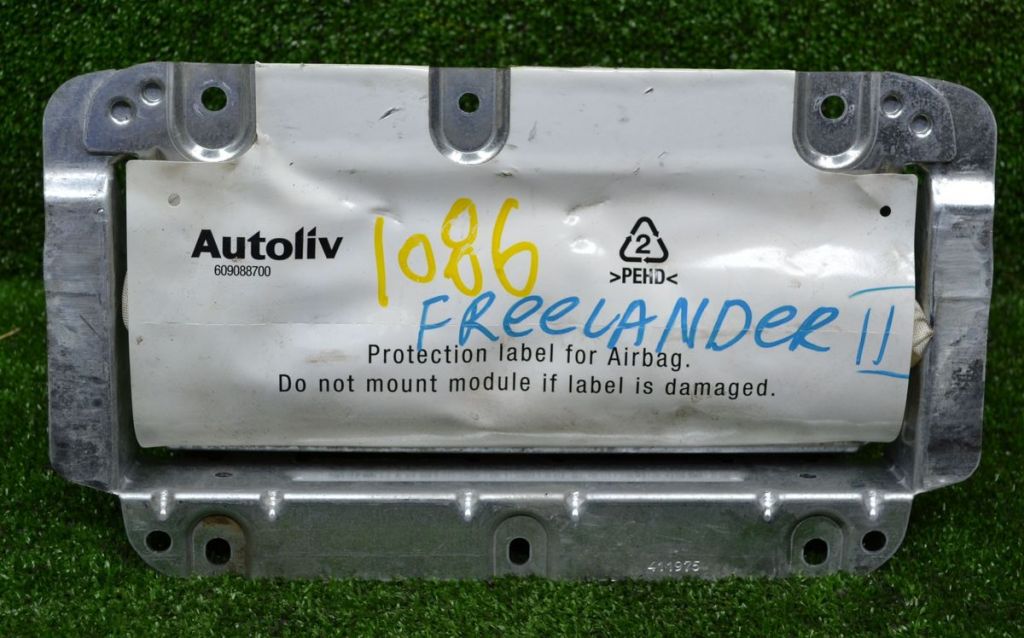 Autoliv
609088700
1086
2
>PEHD<
FREELANDER II
Protection label for Airbag.
Do not mount module if label is damaged.
411975